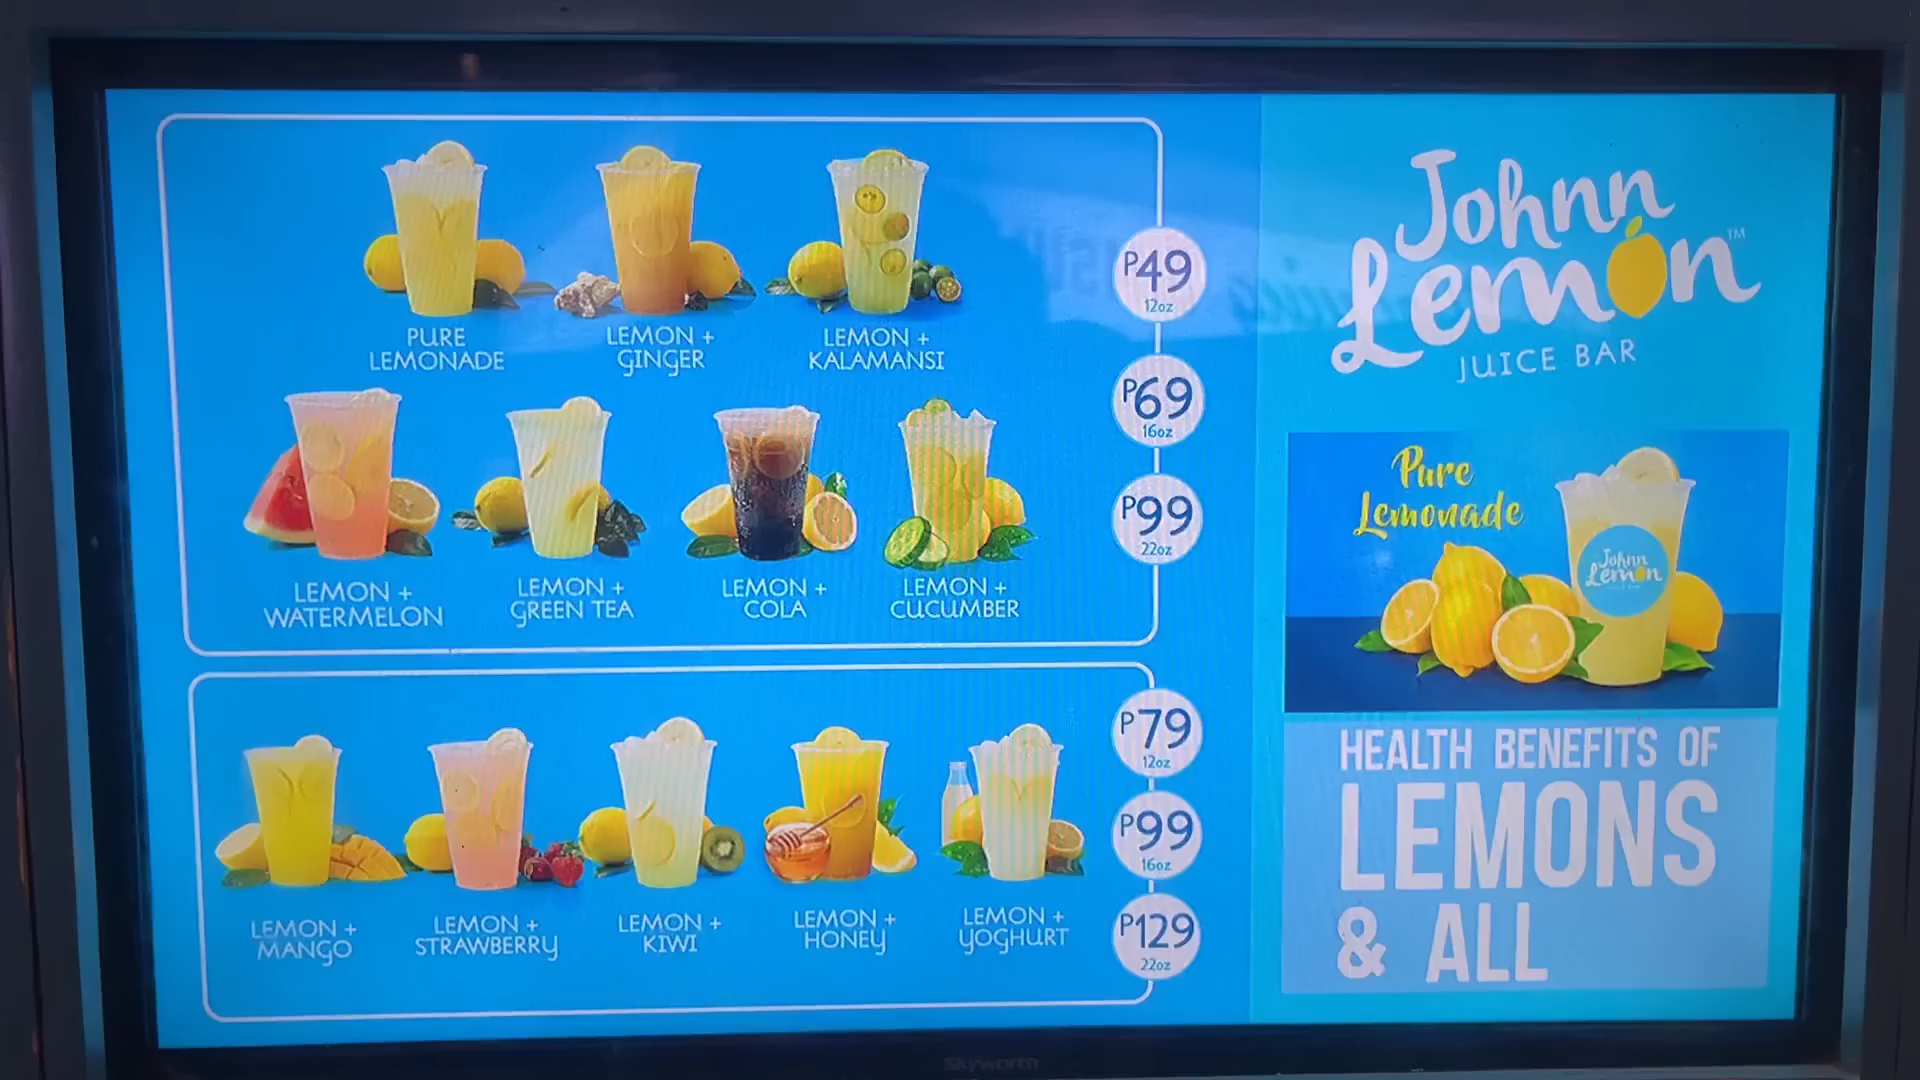 PURE
LEMONADE
LEMON +
GINGER
LEMON +
KALAMANSI
LEMON +
WATERMELON
LEMON +
GREEN TEA
LEMON +
COLA
LEMON +
CUCUMBER
P49
12oz
P69
16oz
P99
22oz
LEMON +
MANGO
LEMON +
STRAWBERRY
LEMON +
KIWI
LEMON +
HONEY
LEMON +
YOGHURT
P79
12oz
P99
16oz
P129
22oz
Johnn
Lemon™
JUICE BAR
Pure
Lemonade
Johnn
Lemon
HEALTH BENEFITS OF
LEMONS
& ALL
Skyworth